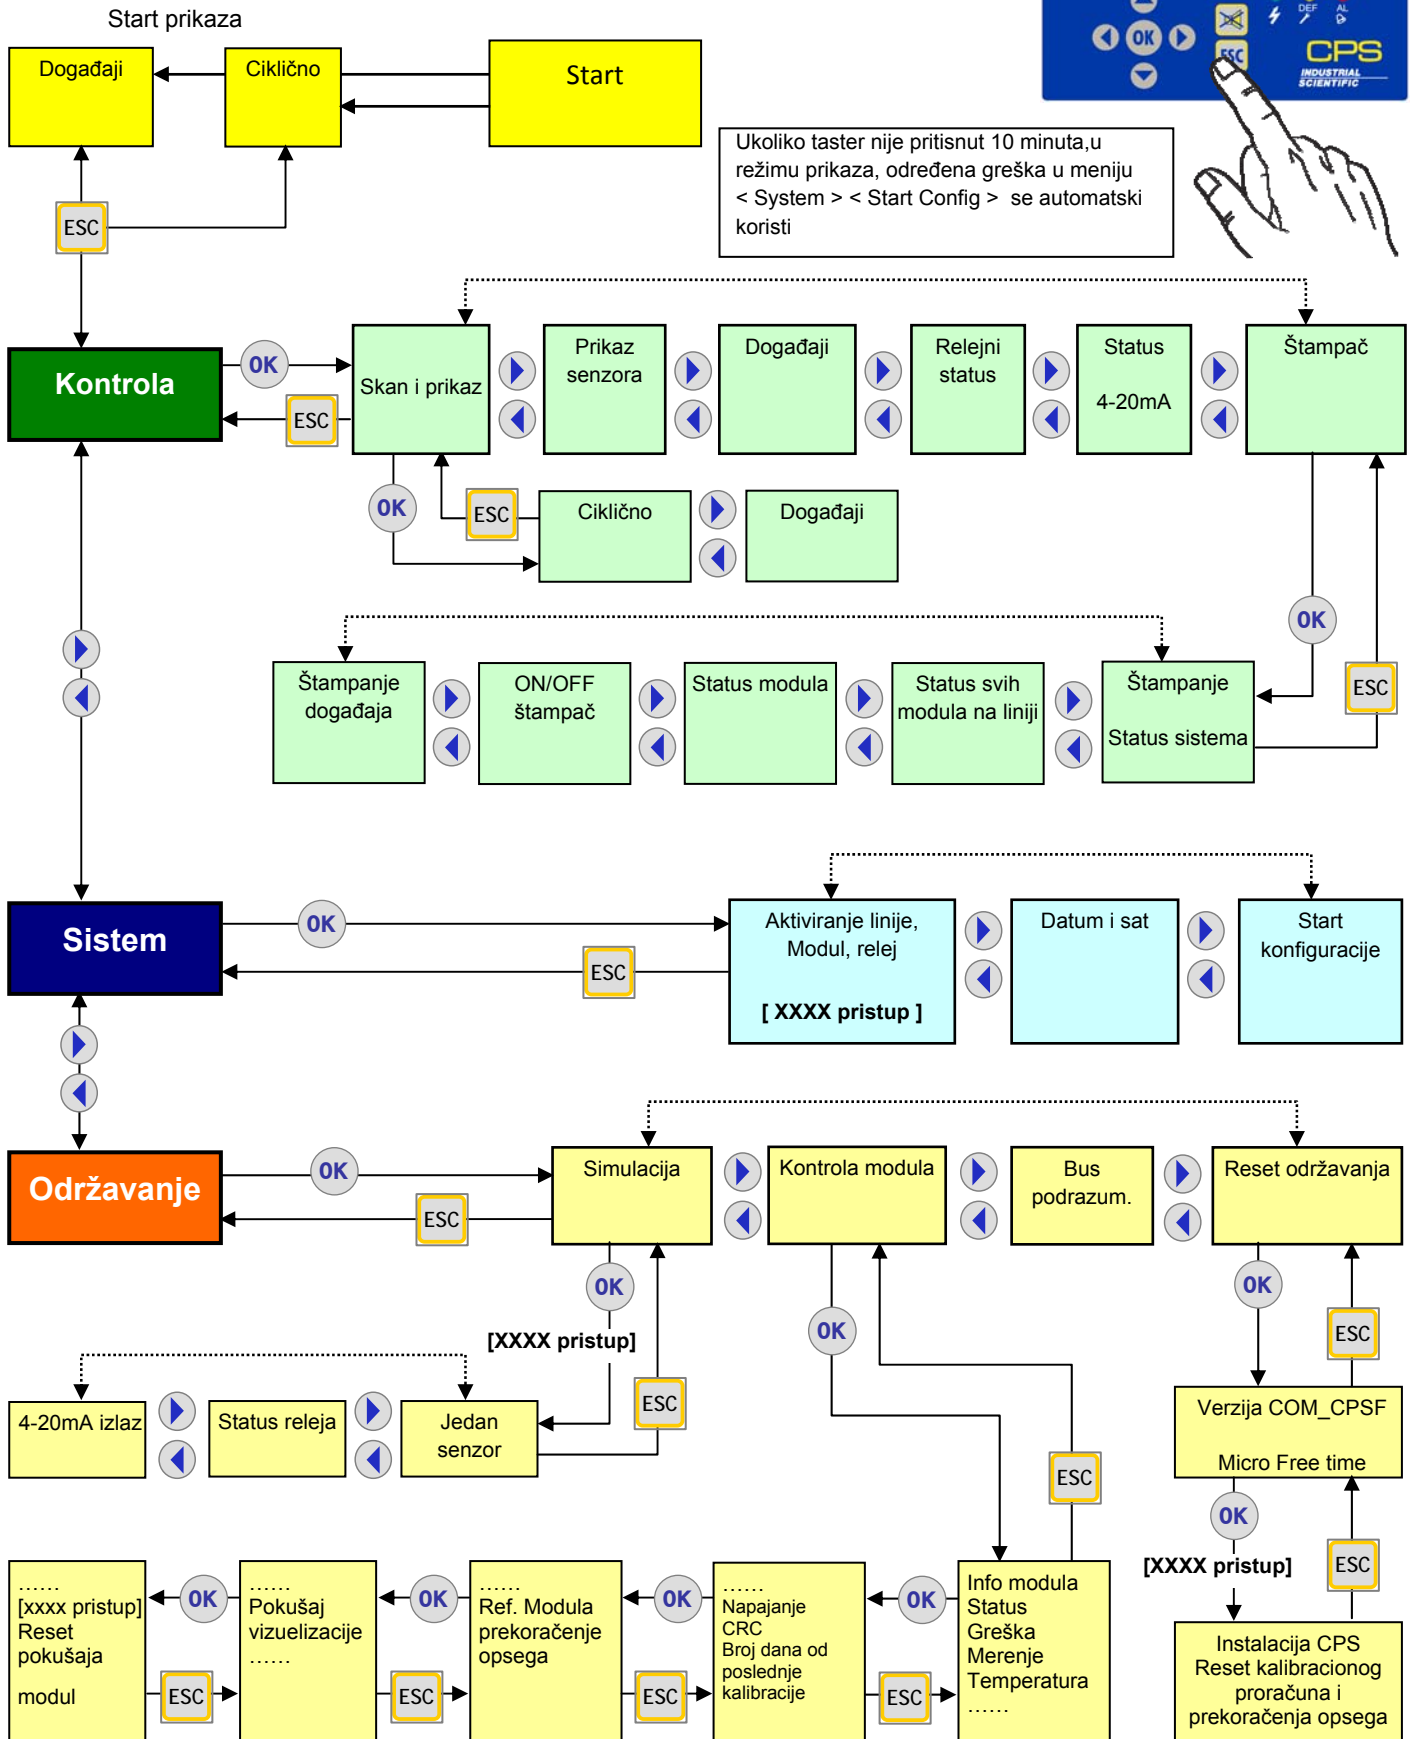 Start prikaza
DEF
AL
OK
ESC
CPS
INDUSTRIAL
SCIENTIFIC
Događaji
Ciklično
Start
Ukoliko taster nije pritisnut 10 minuta,u
režimu prikaza, određena greška u meniju
< System > < Start Config > se automatski
koristi
ESC
Kontrola
OK
ESC
Skan i prikaz
Prikaz
senzora
Događaji
Relejni
status
Status
4-20mA
Štampač
OK
ESC
Ciklično
Događaji
OK
ESC
Štampanje
događaja
ON/OFF
štampač
Status modula
Status svih
modula na liniji
Štampanje
Status sistema
Sistem
OK
ESC
Aktiviranje linije,
Modul, relej
[ XXXX pristup ]
Datum i sat
Start
konfiguracije
Održavanje
OK
ESC
Simulacija
Kontrola modula
Bus
podrazum.
Reset održavanja
OK
[XXXX pristup]
ESC
OK
ESC
OK
ESC
4-20mA izlaz
Status releja
Jedan
senzor
Verzija COM_CPSF
Micro Free time
OK
[XXXX pristup]
ESC
……
[xxxx pristup]
Reset
pokušaja
modul
OK
ESC
……
Pokušaj
vizuelizacije
……
OK
ESC
……
Ref. Modula
prekoračenje
opsega
OK
ESC
……
Napajanje
CRC
Broj dana od
poslednje
kalibracije
OK
ESC
Info modula
Status
Greška
Merenje
Temperatura
……
Instalacija CPS
Reset kalibracionog
proračuna i
prekoračenja opsega